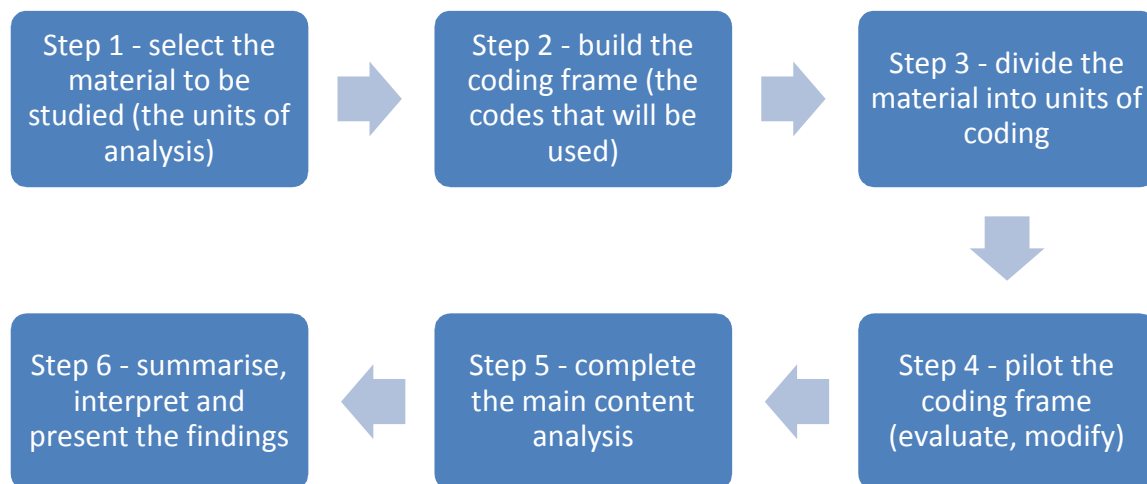 Step 1 - select the
material to be
studied (the units of
analysis)
Step 2 - build the
coding frame (the
codes that will be
used)
Step 3 - divide the
material into units of
coding
Step 4 - pilot the
coding frame
(evaluate, modify)
Step 5 - complete
the main content
analysis
Step 6 - summarise,
interpret and
present the findings